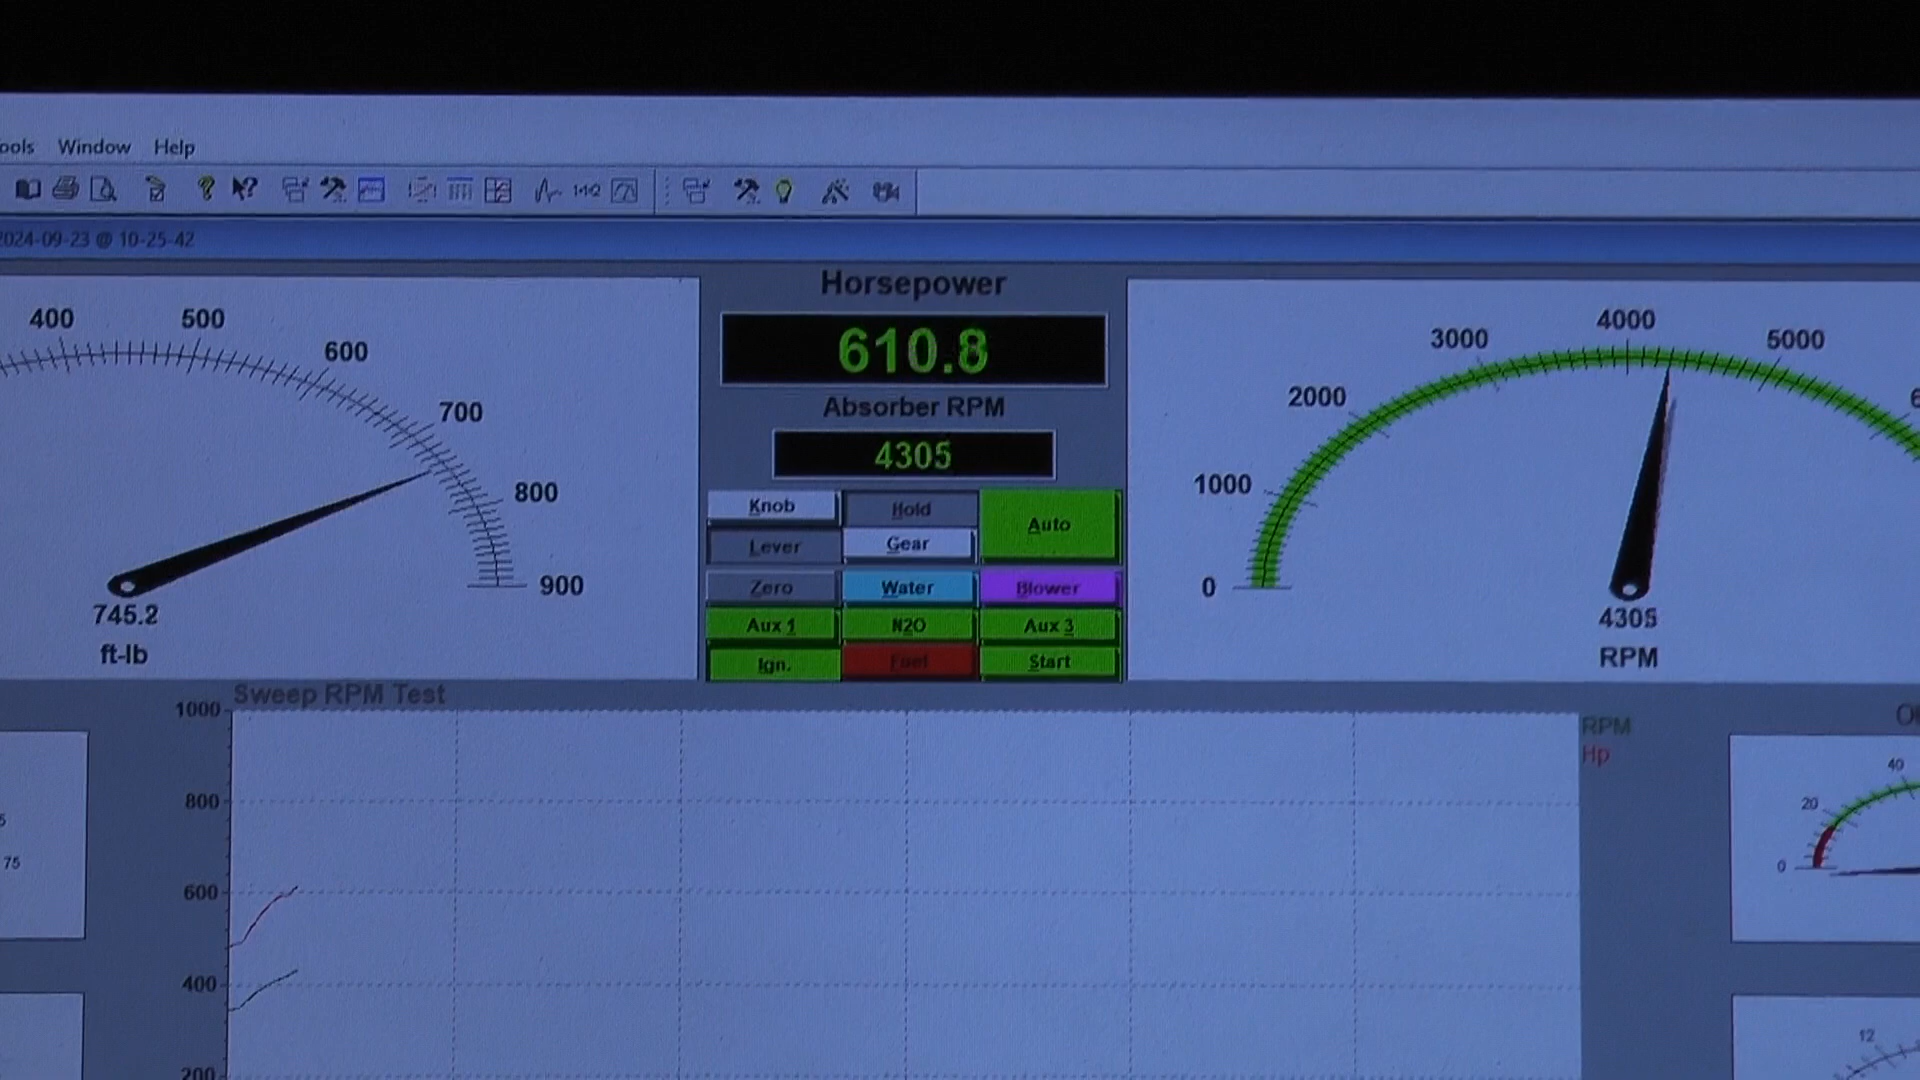 ools Window Help
2024-09-23 @ 10-25-42
Horsepower
610.8
Absorber RPM
4305
Knob Hold Auto
Lever Gear
Zero Water Blower
Aux 1 N2O Aux 3
Ign. Fuel Start
400 500 600 700 800 900
745.2
ft-lb
0 1000 2000 3000 4000 5000 6
4305
RPM
Sweep RPM Test
1000
800
600
400
200
RPM
Hp
5
75
0 20 40
12